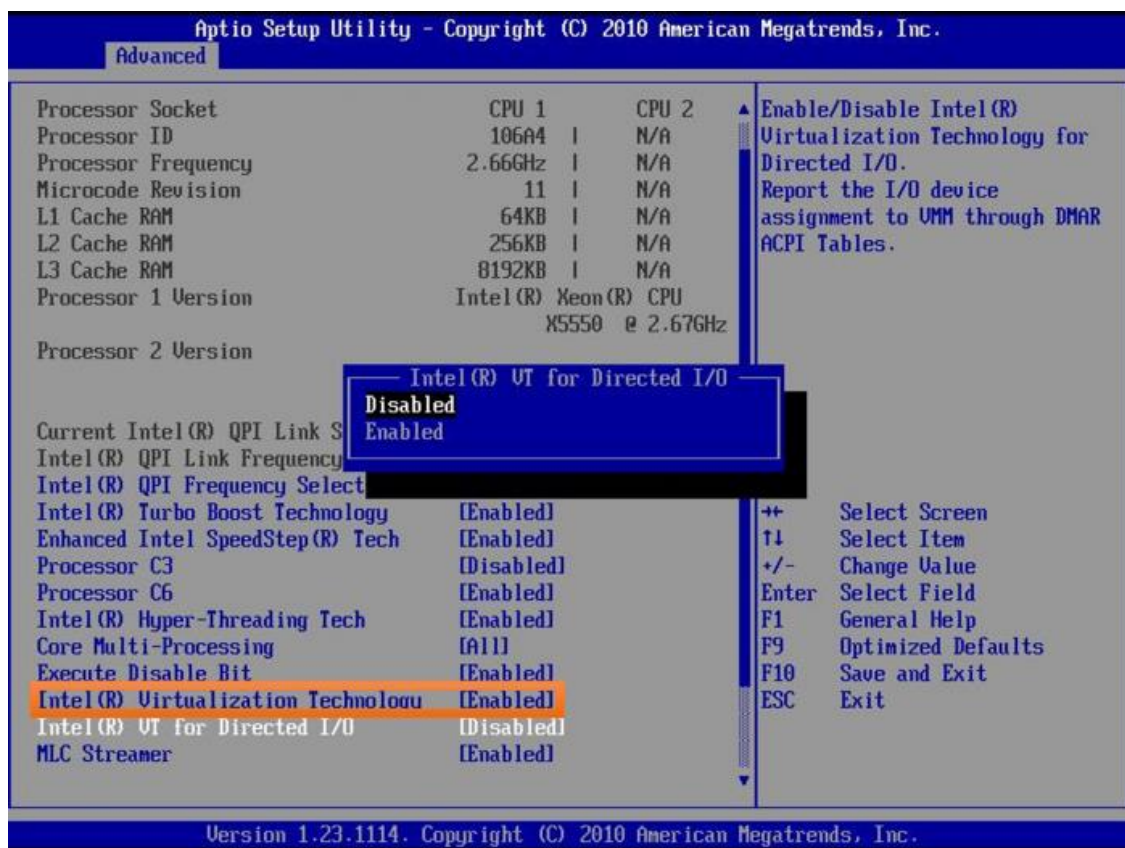 Aptio Setup Utility - Copyright (C) 2010 American Megatrends, Inc.
Advanced
Processor Socket CPU 1 CPU 2
Processor ID 106A4 | N/A
Processor Frequency 2.66GHz | N/A
Microcode Revision 11 | N/A
L1 Cache RAM 64KB | N/A
L2 Cache RAM 256KB | N/A
L3 Cache RAM 8192KB | N/A
Processor 1 Version Intel(R) Xeon(R) CPU
X5550 @ 2.67GHz
Processor 2 Version
Current Intel(R) QPI Link S
Intel(R) QPI Link Frequency
Intel(R) QPI Frequency Select
Intel(R) Turbo Boost Technology [Enabled]
Enhanced Intel SpeedStep(R) Tech [Enabled]
Processor C3 [Disabled]
Processor C6 [Enabled]
Intel(R) Hyper-Threading Tech [Enabled]
Core Multi-Processing [All]
Execute Disable Bit [Enabled]
Intel(R) Virtualization Technology [Enabled]
Intel(R) VT for Directed I/O [Disabled]
MLC Streamer [Enabled]
Intel(R) VT for Directed I/O
Disabled
Enabled
Enable/Disable Intel(R)
Virtualization Technology for
Directed I/O.
Report the I/O device
assignment to VMM through DMAR
ACPI Tables.
→← Select Screen
↑↓ Select Item
+/- Change Value
Enter Select Field
F1 General Help
F9 Optimized Defaults
F10 Save and Exit
ESC Exit
Version 1.23.1114. Copyright (C) 2010 American Megatrends, Inc.